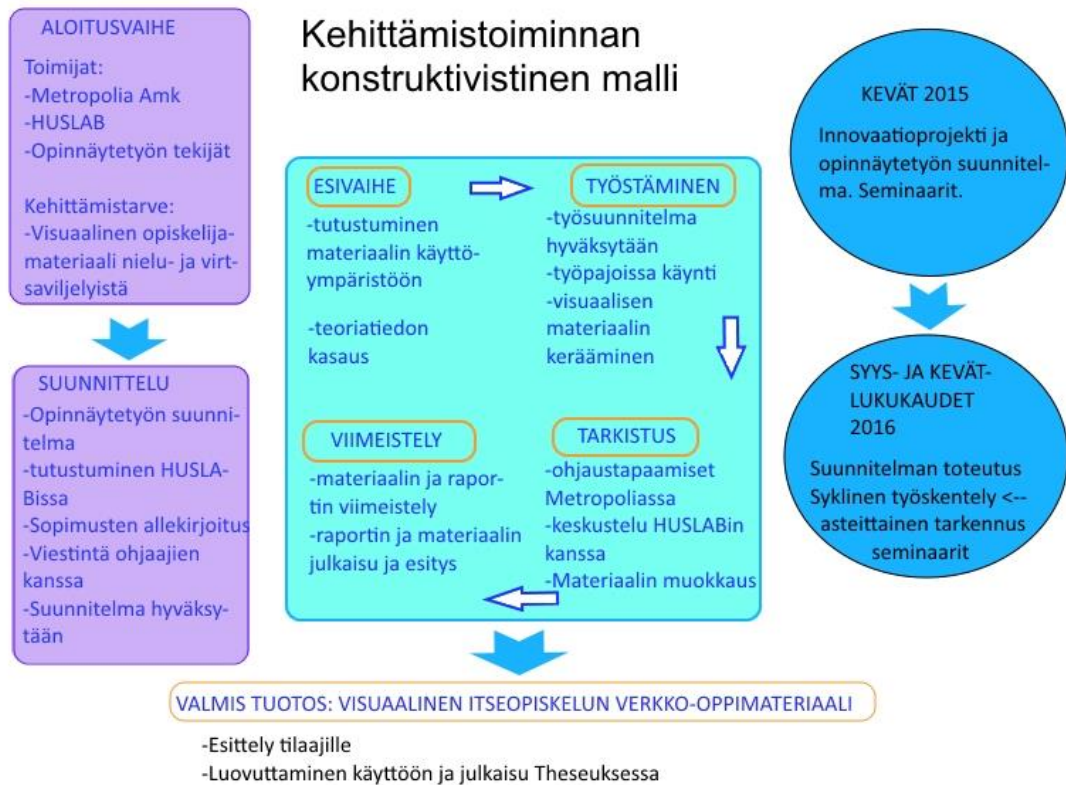 Kehittämistoiminnan
konstruktivistinen malli
ALOITUSVAIHE
Toimijat:
-Metropolia Amk
-HUSLAB
-Opinnäytetyön tekijät
Kehittämistarve:
-Visuaalinen opiskelija-
materiaali nielu- ja virt-
saviljelyistä
SUUNNITTELU
-Opinnäytetyön suunni-
telma
-tutustuminen HUSLA-
Bissa
-Sopimusten allekirjoitus
-Viestintä ohjaajien
kanssa
-Suunnitelma hyväksy-
tään
ESIVAIHE
-tutustuminen
materiaalin käyttö-
ympäristöön
-teoriatiedon
kasaus
TYÖSTÄMINEN
-työsuunnitelma
hyväksytään
-työpajoissa käynti
-visuaalisen
materiaalin
kerääminen
VIIMEISTELY
-materiaalin ja rapor-
tin viimeistely
-raportin ja materiaalin
julkaisu ja esitys
TARKISTUS
-ohjaustapaamiset
Metropoliassa
-keskustelu HUSLABin
kanssa
-Materiaalin muokkaus
KEVÄT 2015
Innovaatioprojekti ja
opinnäytetyön suunnitel-
ma. Seminaarit.
SYYS- JA KEVÄT-
LUKUKAUDET
2016
Suunnitelman toteutus
Syklinen työskentely <--
asteittainen tarkennus
seminaarit
VALMIS TUOTOS: VISUAALINEN ITSEOPISKELUN VERKKO-OPPIMATERIAALI
-Esittely tilaajille
-Luovuttaminen käyttöön ja julkaisu Theseuksessa